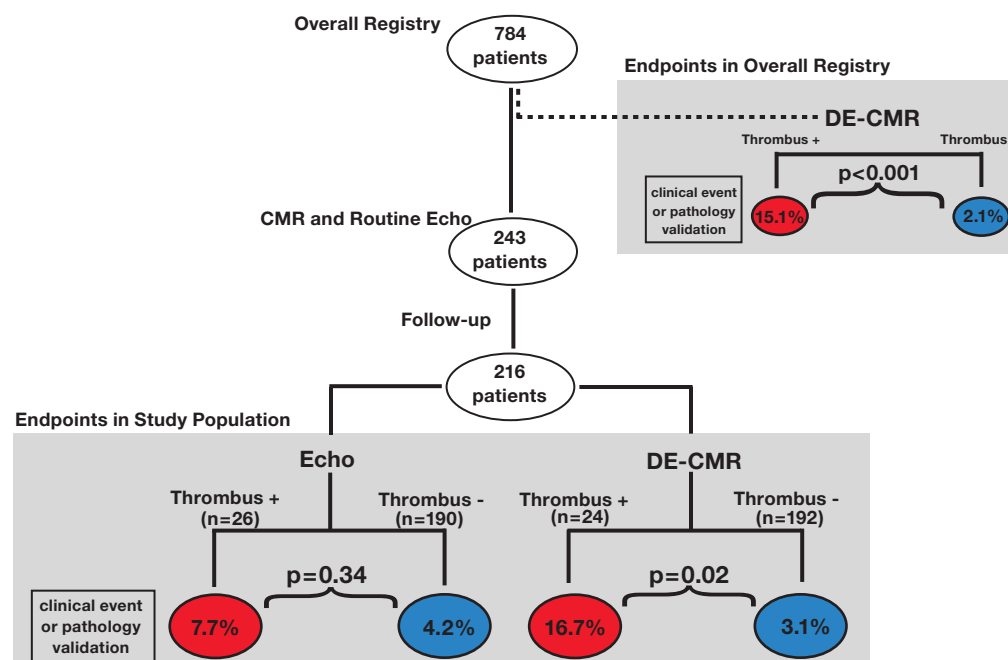 Overall Registry
784
patients
Endpoints in Overall Registry
DE-CMR
Thrombus +
Thrombus
p<0.001
clinical event
or pathology
validation
15.1%
2.1%
CMR and Routine Echo
243
patients
Follow-up
216
patients
Endpoints in Study Population
Echo
DE-CMR
Thrombus +
(n=26)
Thrombus -
(n=190)
Thrombus +
(n=24)
Thrombus -
(n=192)
p=0.34
p=0.02
clinical event
or pathology
validation
7.7%
4.2%
16.7%
3.1%